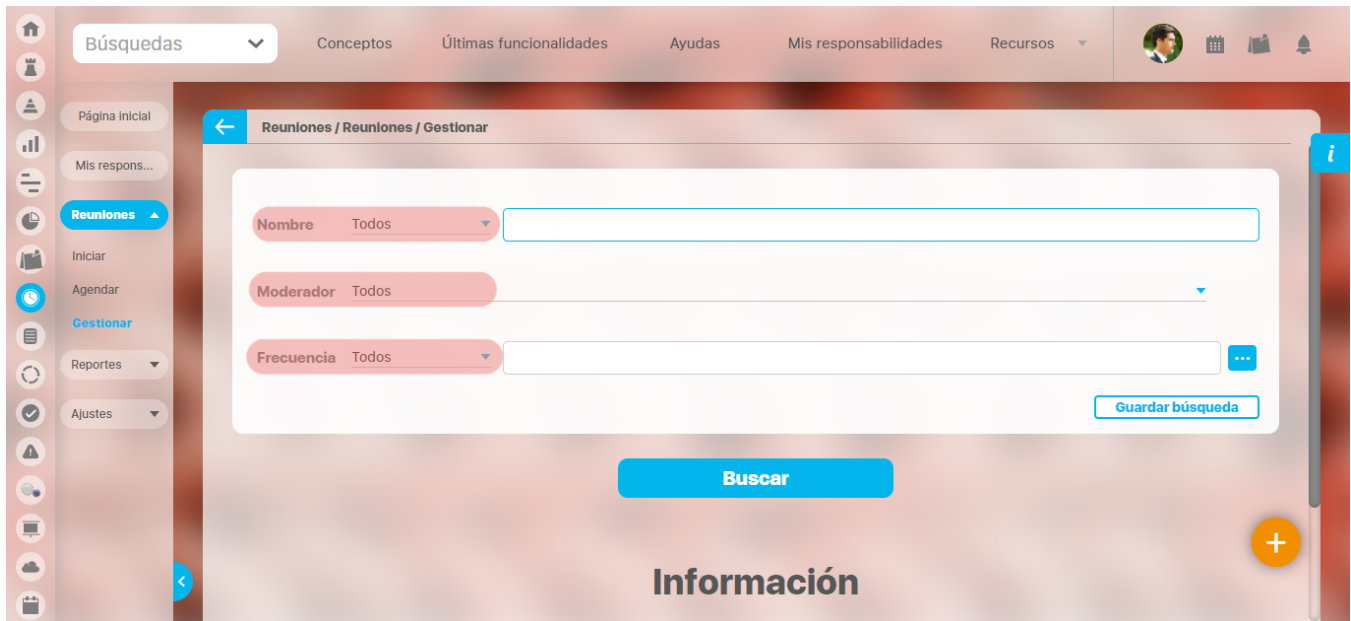 Búsquedas
Conceptos
Últimas funcionalidades
Ayudas
Mis responsabilidades
Recursos
Página inicial
Mis respons...
Reuniones
Iniciar
Agendar
Gestionar
Reportes
Ajustes
Reuniones / Reuniones / Gestionar
i
Nombre Todos
Moderador Todos
Frecuencia Todos
...
Guardar búsqueda
Buscar
+
Información